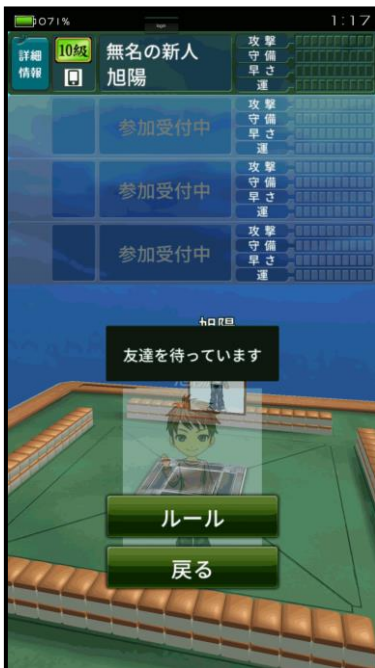 071% 1:17
詳細情報
10級
無名の新人
旭陽
攻撃
守備
早さ
運
参加受付中
攻撃
守備
早さ
運
参加受付中
攻撃
守備
早さ
運
参加受付中
攻撃
守備
早さ
運
旭陽
友達を待っています
ルール
戻る